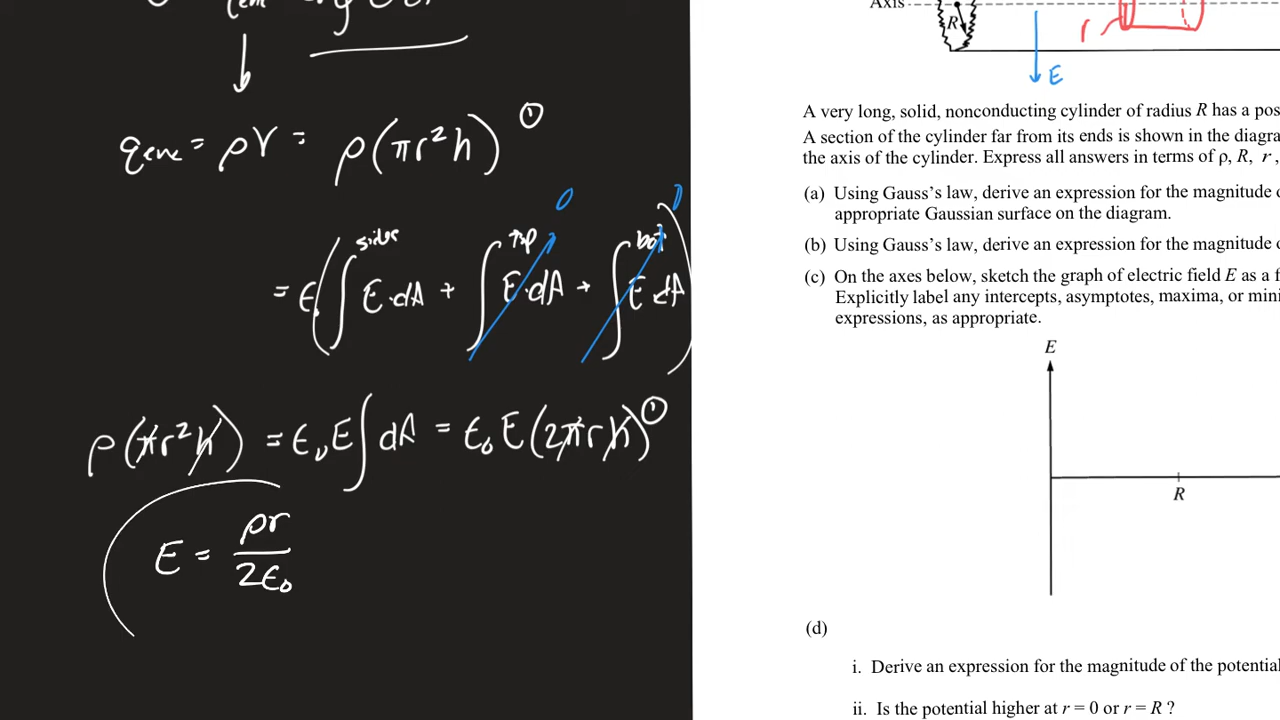 q_enc = ρV = ρ(πr²h) ①
sides top 0 bot 0
= ϵ₀(∫ E·dA + ∫ E·dA + ∫ E dA)
ρ(πr²h) = ϵ₀E∫dA = ϵ₀E(2πrh) ①
E = ρr / 2ϵ₀
Axis
R
r
E
A very long, solid, nonconducting cylinder of radius R has a pos
A section of the cylinder far from its ends is shown in the diagra
the axis of the cylinder. Express all answers in terms of ρ, R, r,
(a) Using Gauss's law, derive an expression for the magnitude o
appropriate Gaussian surface on the diagram.
(b) Using Gauss's law, derive an expression for the magnitude o
(c) On the axes below, sketch the graph of electric field E as a f
Explicitly label any intercepts, asymptotes, maxima, or mini
expressions, as appropriate.
E
R
(d)
i. Derive an expression for the magnitude of the potential
ii. Is the potential higher at r = 0 or r = R ?